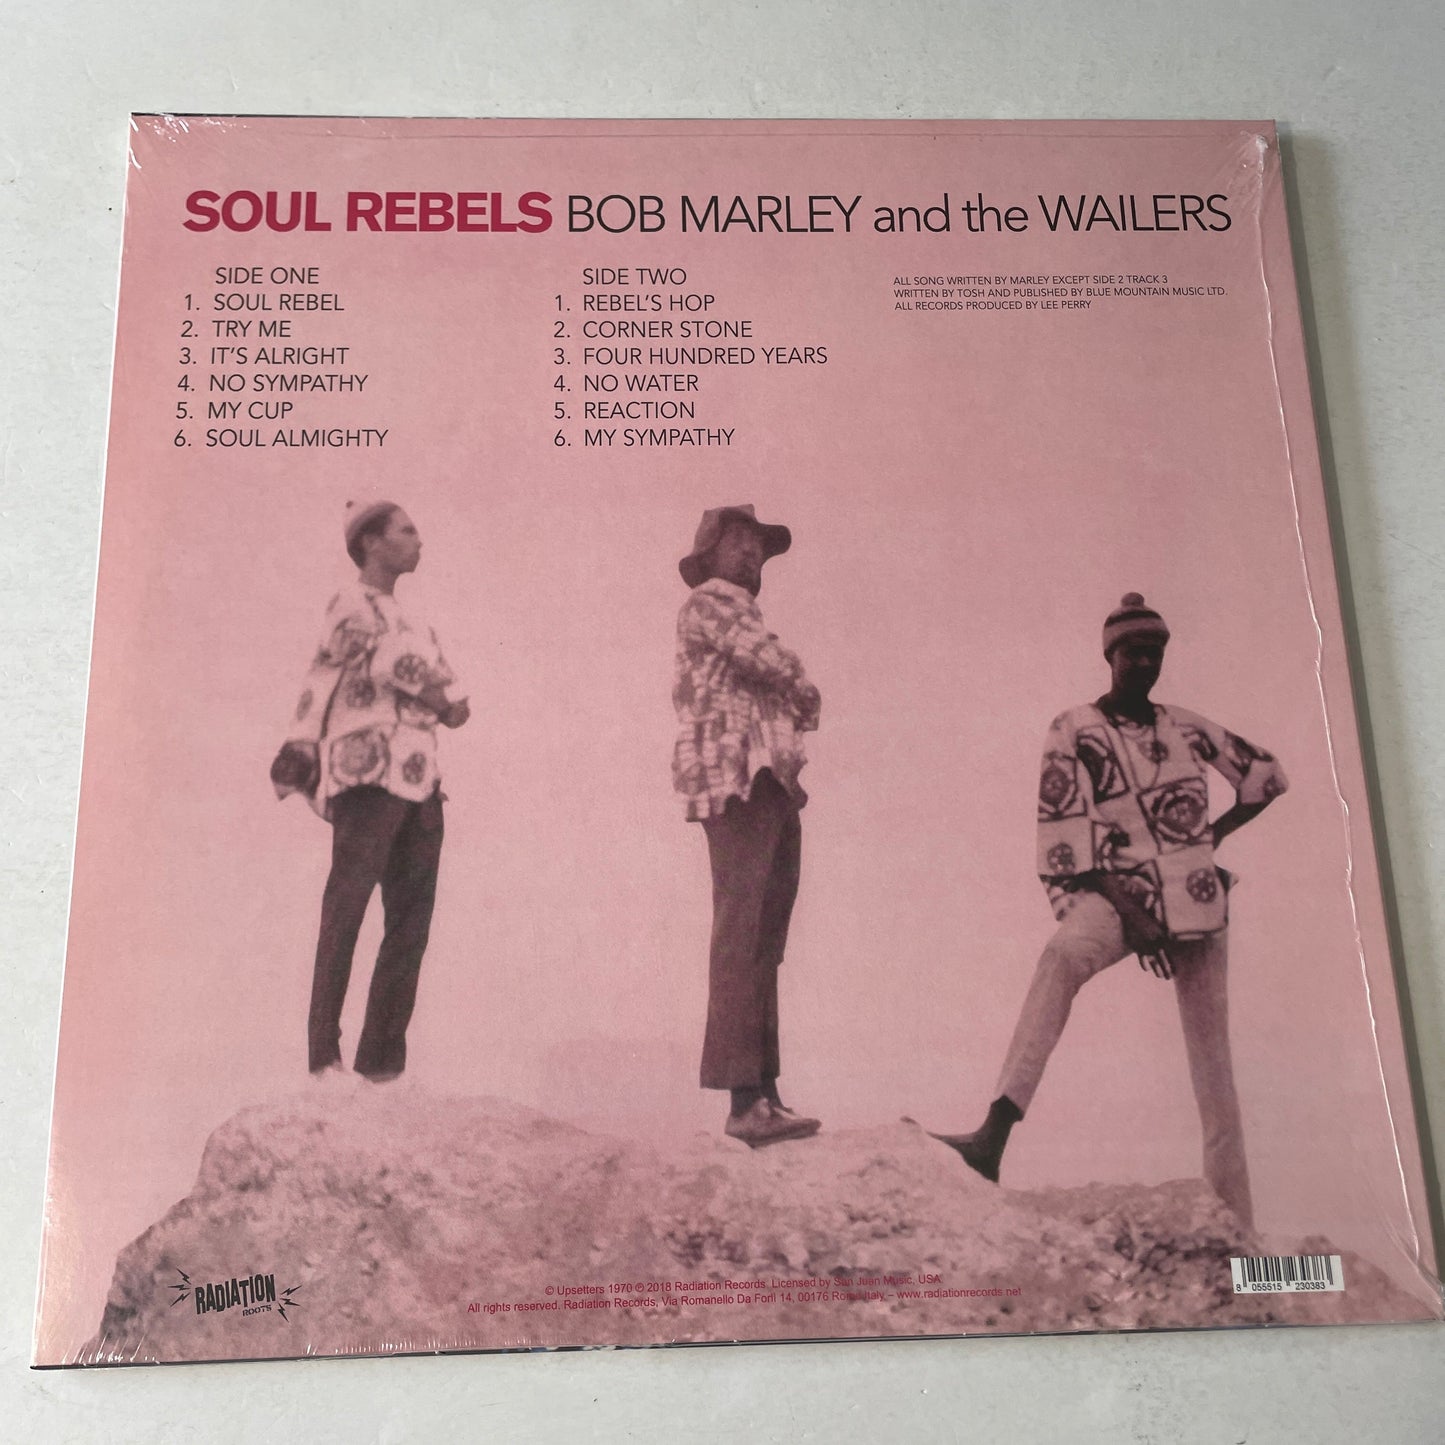 SOUL REBELS BOB MARLEY and the WAILERS
SIDE ONE
1. SOUL REBEL
2. TRY ME
3. IT'S ALRIGHT
4. NO SYMPATHY
5. MY CUP
6. SOUL ALMIGHTY
SIDE TWO
1. REBEL'S HOP
2. CORNER STONE
3. FOUR HUNDRED YEARS
4. NO WATER
5. REACTION
6. MY SYMPATHY
ALL SONG WRITTEN BY MARLEY EXCEPT SIDE 2 TRACK 3
WRITTEN BY TOSH AND PUBLISHED BY BLUE MOUNTAIN MUSIC LTD.
ALL RECORDS PRODUCED BY LEE PERRY
RADIATION
ROOTS
© Upsetters 1970 ℗ 2018 Radiation Records. Licensed by San Juan Music, USA
All rights reserved. Radiation Records, Via Romanello Da Forlì 14, 00176 Roma Italy – www.radiationrecords.net
8 055515 230383